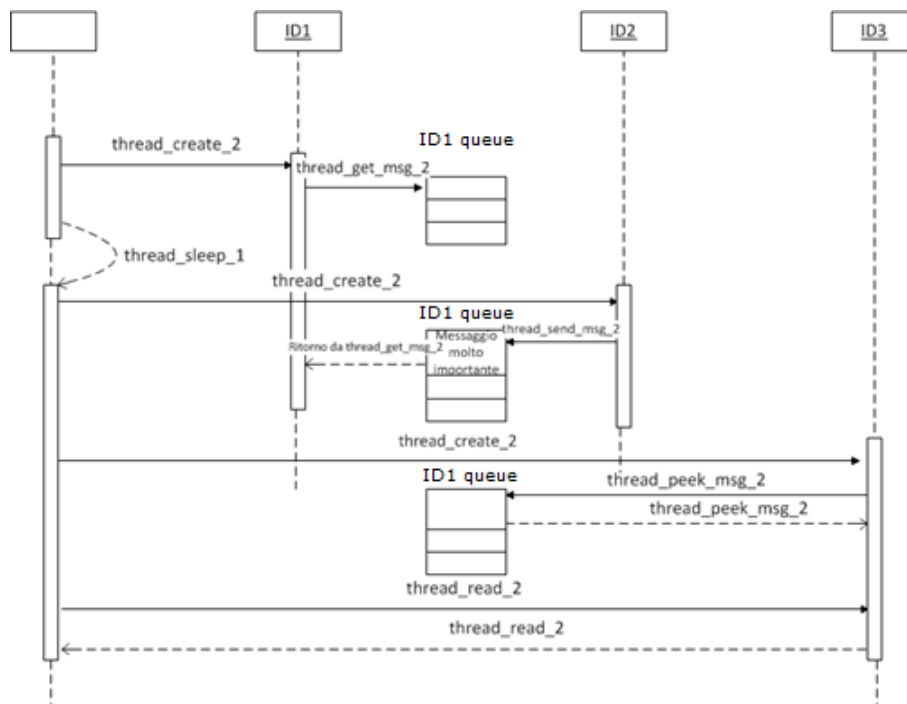 ID1
ID2
ID3
thread_create_2
ID1 queue
thread_get_msg_2
thread_sleep_1
thread_create_2
ID1 queue
thread_send_msg_2
Ritorno da thread_get_msg_2
Messaggio
molto
importante
thread_create_2
ID1 queue
thread_peek_msg_2
thread_peek_msg_2
thread_read_2
thread_read_2